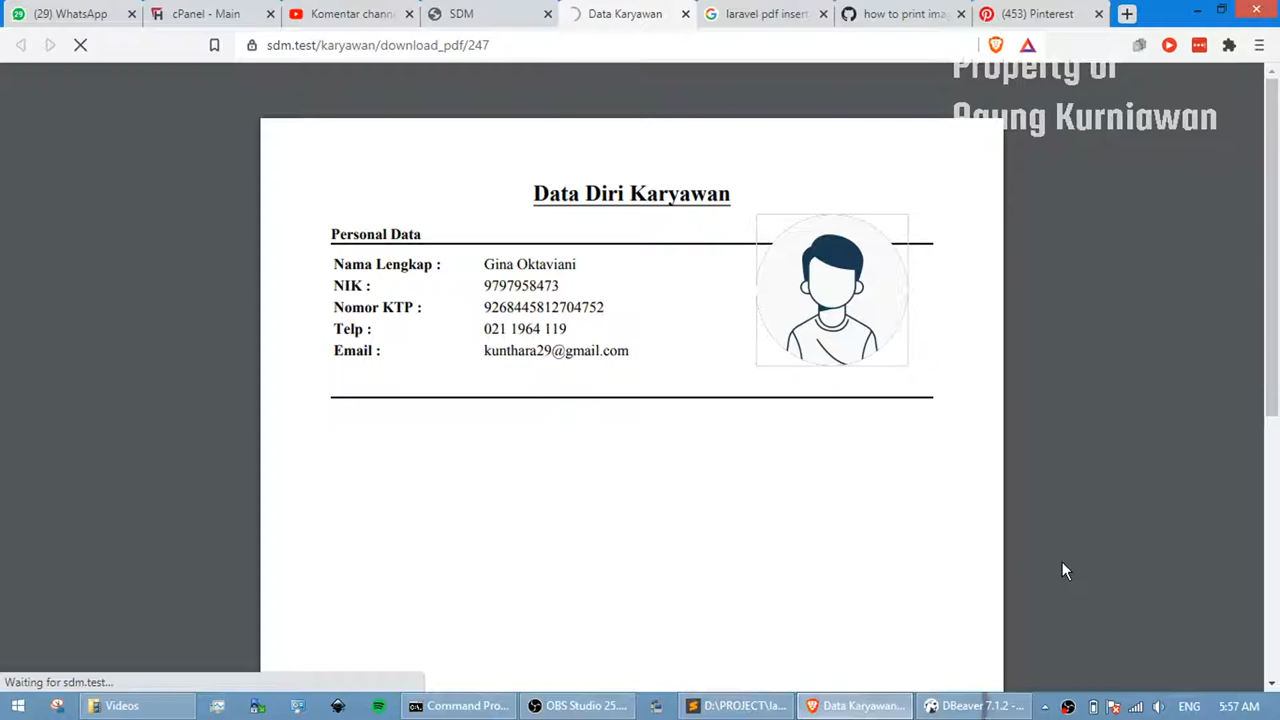 (29) WhatsApp
cPanel - Main
Komentar chann
SDM
Data Karyawan
laravel pdf insert
how to print ima
(453) Pinterest
sdm.test/karyawan/download_pdf/247
Property of
Agung Kurniawan
Data Diri Karyawan
Personal Data
Nama Lengkap : Gina Oktaviani
NIK : 9797958473
Nomor KTP : 9268445812704752
Telp : 021 1964 119
Email : kunthara29@gmail.com
Waiting for sdm.test...
Videos
Command Pro...
OBS Studio 25....
D:\PROJECT\la...
Data Karyawan...
DBeaver 7.1.2 - ...
ENG
5:57 AM